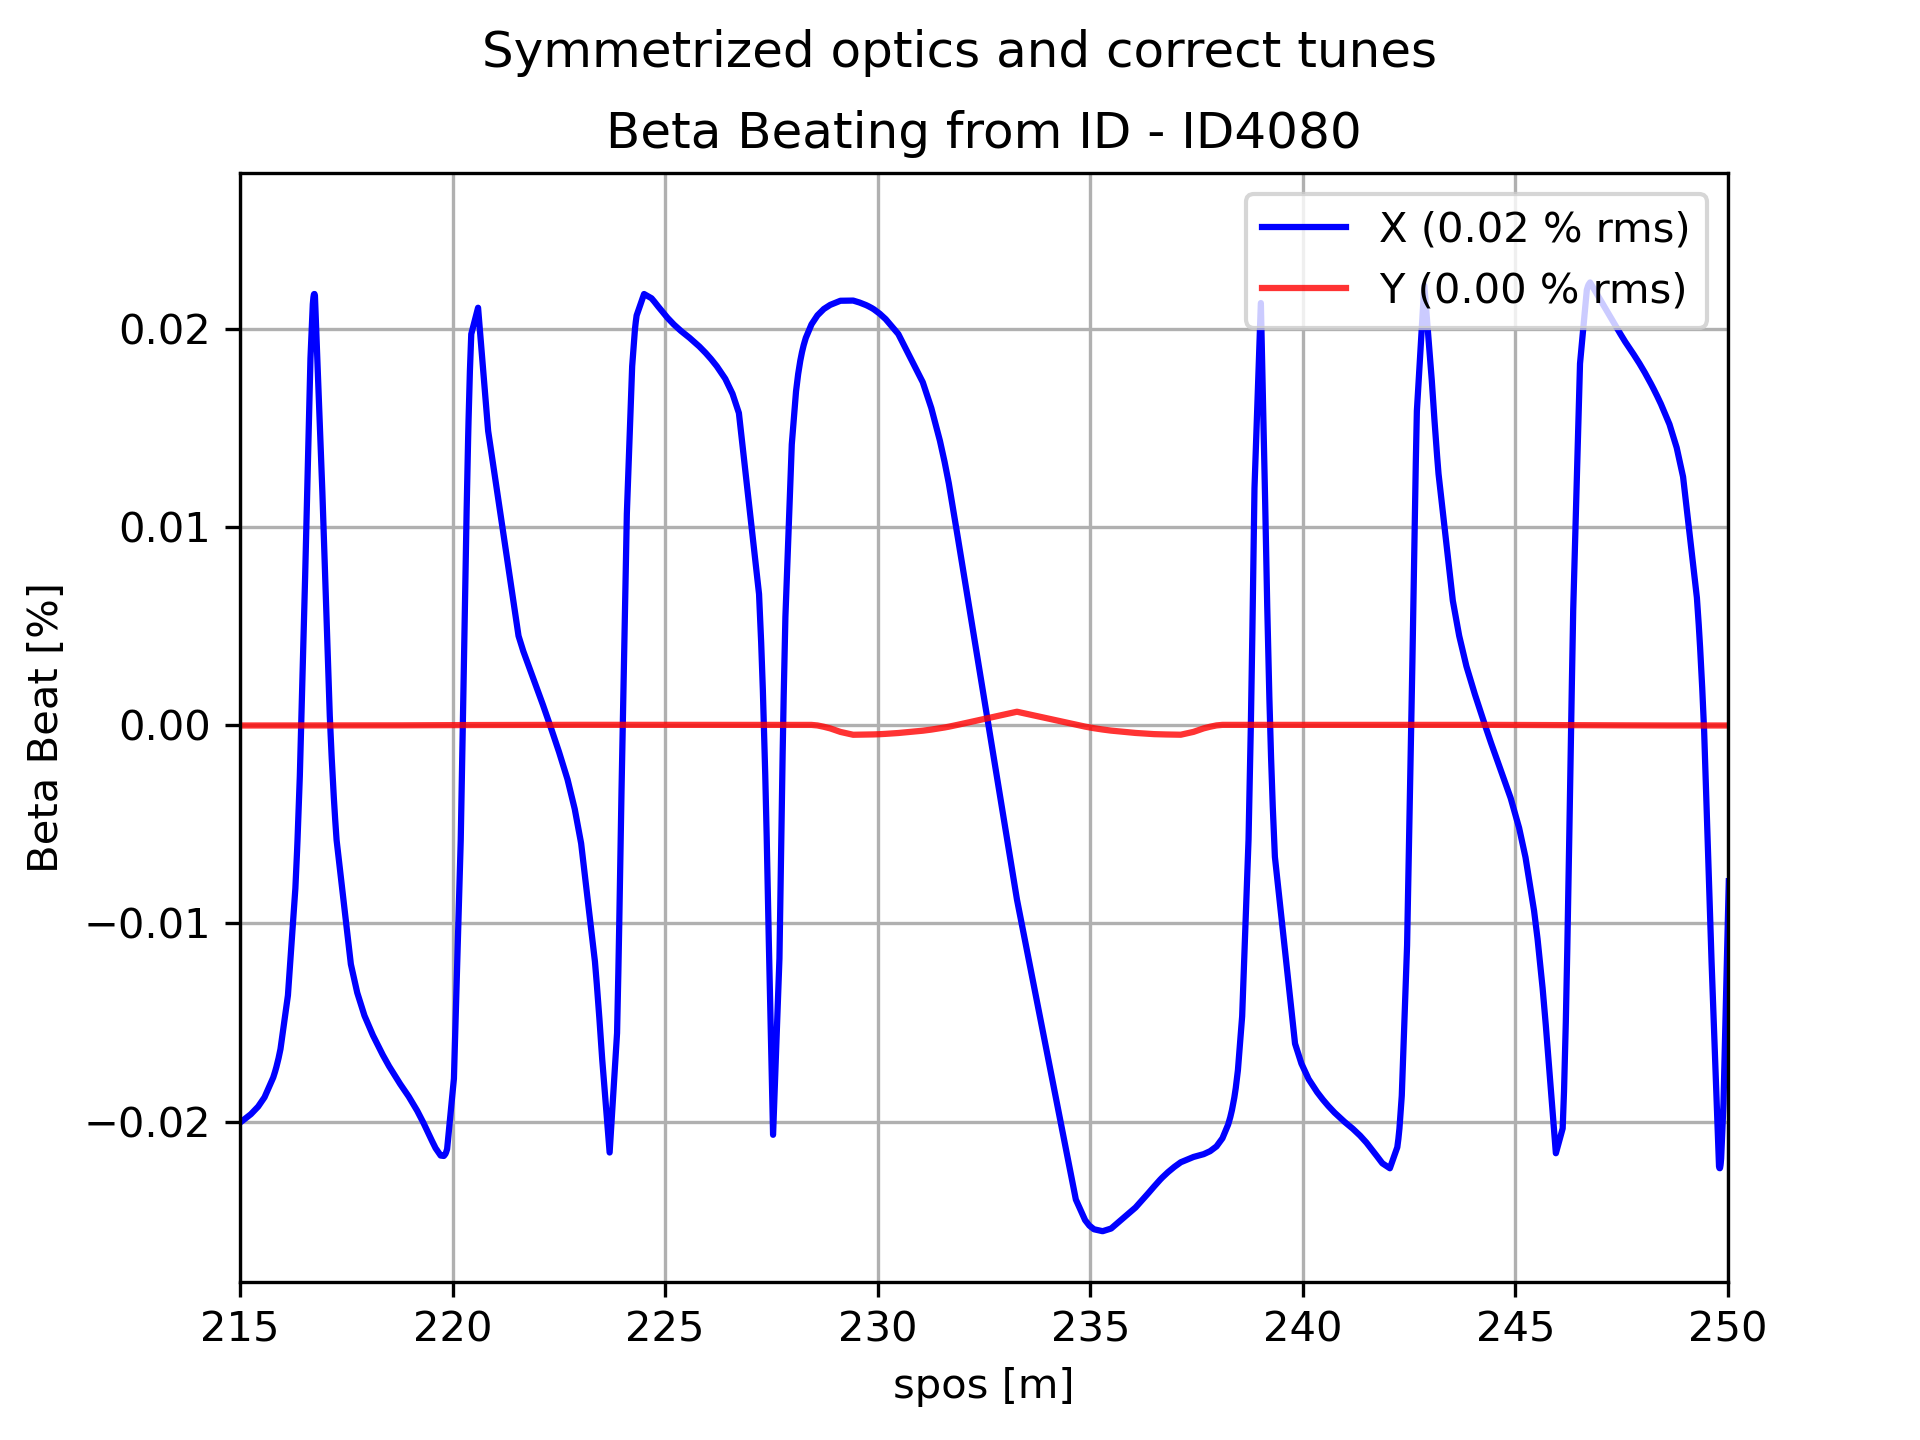 Symmetrized optics and correct tunes
Beta Beating from ID - ID4080
X (0.02 % rms)
Y (0.00 % rms)
Beta Beat [%]
0.02
0.01
0.00
−0.01
−0.02
215 220 225 230 235 240 245 250
spos [m]